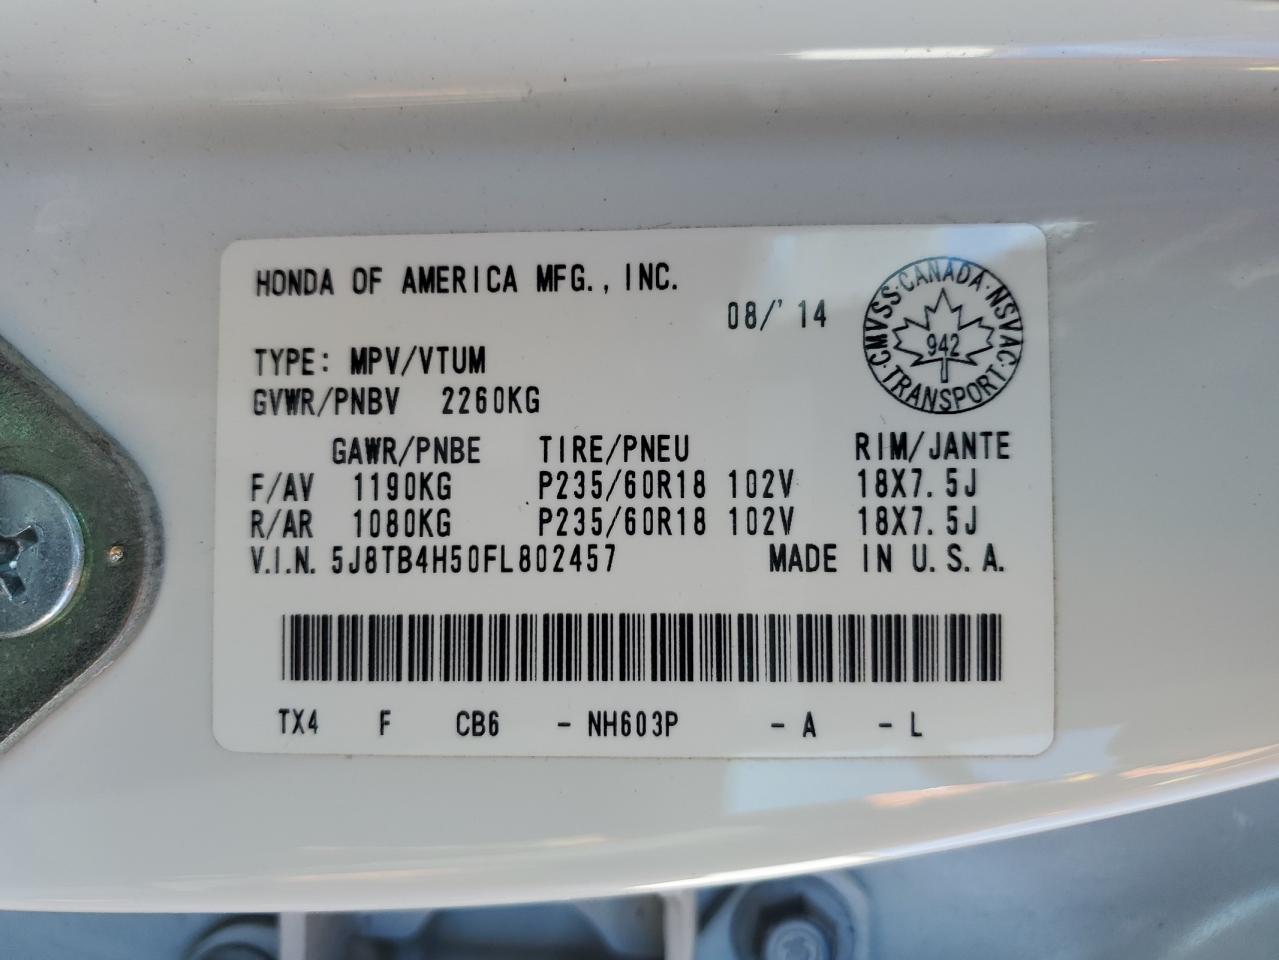 HONDA OF AMERICA MFG., INC.
08/'14
CMVSS·CANADA·NSVAC·TRANSPORT·
942
TYPE: MPV/VTUM
GVWR/PNBV 2260KG
GAWR/PNBE TIRE/PNEU RIM/JANTE
F/AV 1190KG P235/60R18 102V 18X7.5J
R/AR 1080KG P235/60R18 102V 18X7.5J
V.I.N. 5J8TB4H50FL802457 MADE IN U.S.A.
TX4 F CB6 - NH603P - A - L